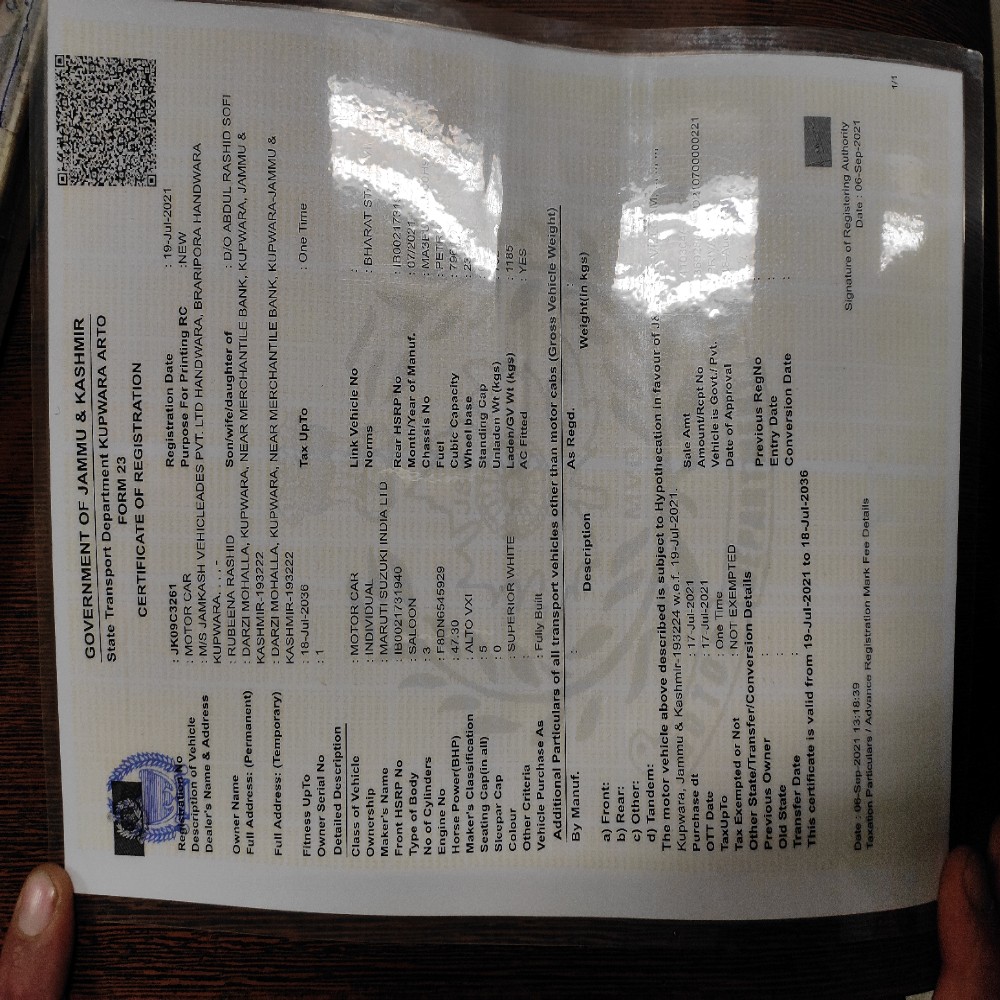 GOVERNMENT OF JAMMU & KASHMIR
State Transport Department KUPWARA ARTO
FORM 23
CERTIFICATE OF REGISTRATION
Registration No : JK09C3261 Registration Date : 19-Jul-2021
Description of Vehicle : MOTOR CAR Purpose For Printing RC : NEW
Dealer's Name & Address : M/S JAMKASH VEHICLEADES PVT. LTD HANDWARA, BRARIPORA HANDWARA
KUPWARA, , , , -
Owner Name : RUBEENA RASHID Son/wife/daughter of : D/O ABDUL RASHID SOFI
Full Address: (Permanent) : DARZI MOHALLA, KUPWARA, NEAR MERCHANTILE BANK, KUPWARA, JAMMU &
KASHMIR-193222
Full Address: (Temporary) : DARZI MOHALLA, KUPWARA, NEAR MERCHANTILE BANK, KUPWARA-JAMMU &
KASHMIR-193222
Fitness UpTo : 18-Jul-2036 Tax UpTo : One Time
Owner Serial No : 1
Detailed Description
Class of Vehicle : MOTOR CAR Link Vehicle No
Ownership : INDIVIDUAL Norms : BHARAT
Maker's Name : MARUTI SUZUKI INDIA LTD
Front HSRP No : IB0021731940 Rear HSRP No
Type of Body : SALOON Month/Year of Manuf. : 07/2021
No of Cylinders : 3 Chassis No
Engine No : F8DN6545929 Fuel
Horse Power(BHP) : 47.30 Cubic Capacity
Maker's Classification : ALTO VXI Wheel base
Seating Cap(in all) : 5 Standing Cap
Sleepar Cap : 0 Unladen Wt (kgs)
Colour : SUPERIOR WHITE Laden/GV Wt (kgs) : 1185
Other Criteria AC Fitted : YES
Vehicle Purchase As : Fully Built
Additional Particulars of all transport vehicles other than motor cabs (Gross Vehicle Weight)
By Manuf. : As Regd. :
Description Weight(in kgs)
a) Front:
b) Rear:
c) Other:
d) Tandem:
The motor vehicle above described is subject to Hypothecation in favour of
Kupwara, Jammu & Kashmir-193224 w.e.f. 19-Jul-2021.
Purchase dt : 17-Jul-2021 Sale Amt
OTT Date : 17-Jul-2021 Amount/Rcpt No
TaxUpTo : One Time Vehicle is Govt./ Pvt.
Tax Exempted or Not : NOT EXEMPTED Date of Approval
Other State/Transfer/Conversion Details
Previous Owner : Previous RegNo :
Old State : Entry Date :
Transfer Date : Conversion Date :
This certificate is valid from 19-Jul-2021 to 18-Jul-2036
Signature of Registering Authority
Date : 06-Sep-2021 13:18:39 Date : 06-Sep-2021
Taxation Particulars / Advance Registration Mark Fee Details
1/1